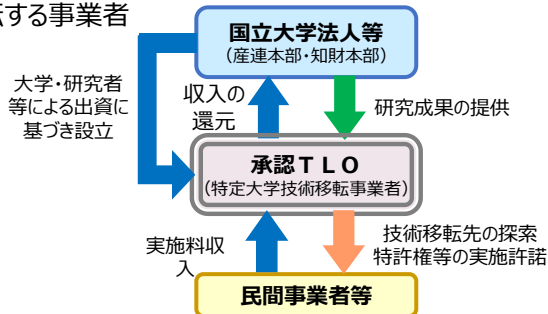 転する事業者
国立大学法人等
(産連本部・知財本部)
大学・研究者
等による出資に
基づき設立
収入の
還元
研究成果の提供
承認TLO
(特定大学技術移転事業者)
実施料収
入
技術移転先の探索
特許権等の実施許諾
民間事業者等